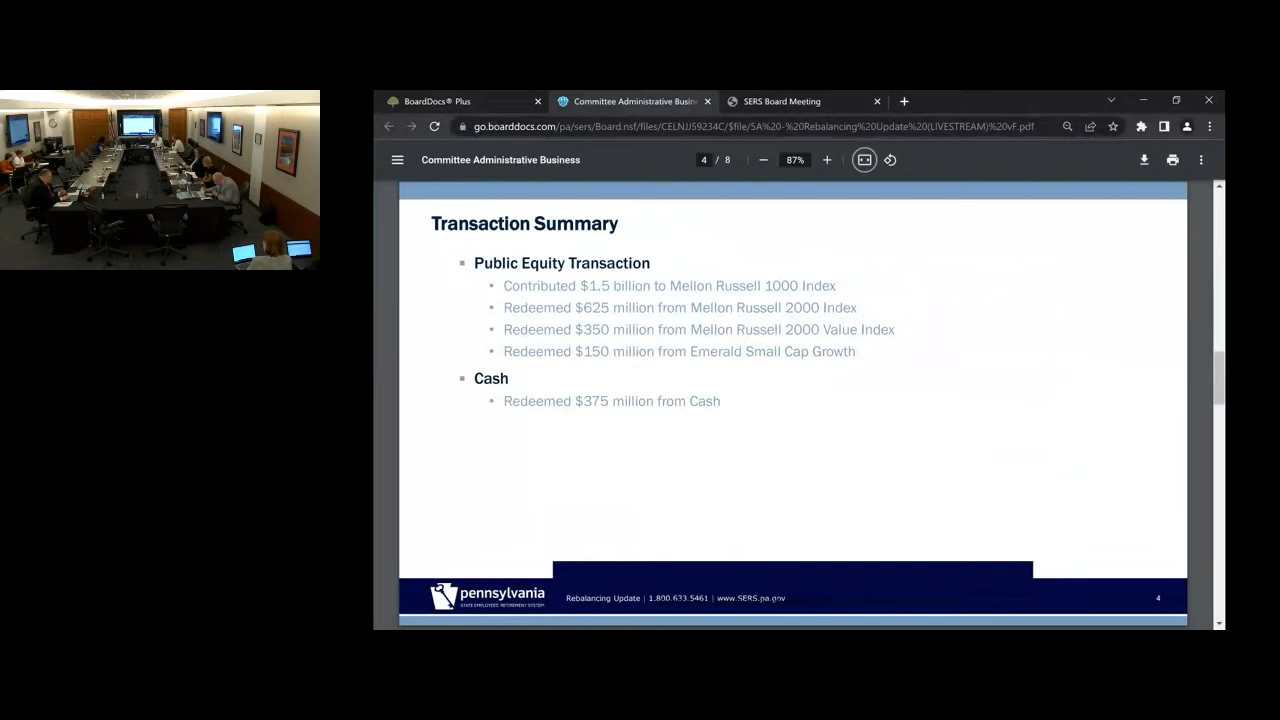 BoardDocs® Plus
Committee Administrative Busin
SERS Board Meeting
go.boarddocs.com/pa/sers/Board.nsf/files/CELNJJ59234C/$file/5A%20-%20Rebalancing%20Update%20(LIVESTREAM)%20vF.pdf
Committee Administrative Business
4 / 8
87%
Transaction Summary
Public Equity Transaction
Contributed $1.5 billion to Mellon Russell 1000 Index
Redeemed $625 million from Mellon Russell 2000 Index
Redeemed $350 million from Mellon Russell 2000 Value Index
Redeemed $150 million from Emerald Small Cap Growth
Cash
Redeemed $375 million from Cash
pennsylvania
STATE EMPLOYEES' RETIREMENT SYSTEM
Rebalancing Update | 1.800.633.5461 | www.SERS.pa.gov
4